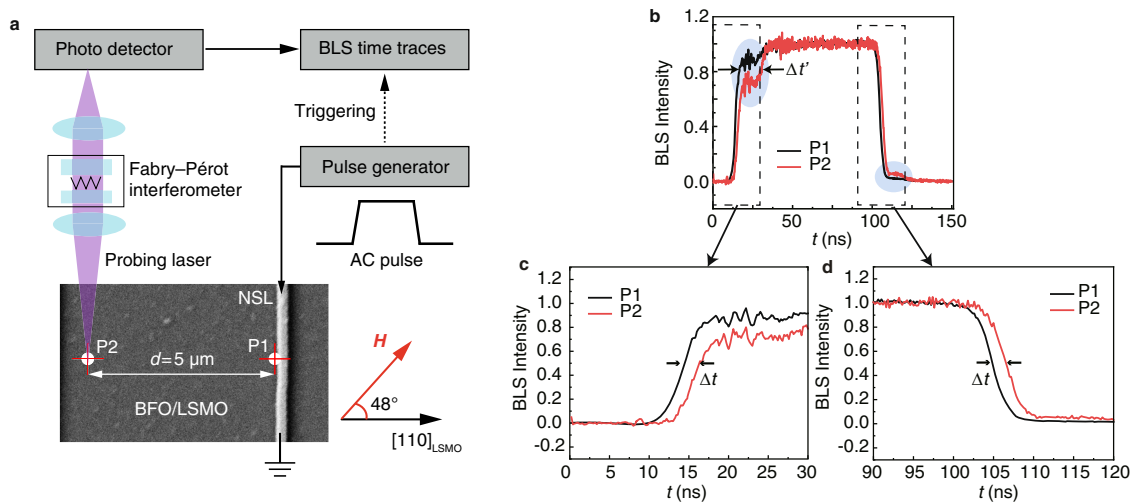 a
Photo detector
BLS time traces
Triggering
Fabry–Pérot
interferometer
Pulse generator
Probing laser
AC pulse
NSL
P2
P1
d=5 μm
BFO/LSMO
H
48°
[110]LSMO
b
BLS Intensity
1.2
0.8
0.4
0.0
Δt'
P1
P2
0
50
100
150
t (ns)
c
BLS Intensity
1.2
1.0
0.8
0.6
0.4
0.2
0.0
-0.2
P1
P2
Δt
0 5 10 15 20 25 30
t (ns)
d
BLS Intensity
1.2
1.0
0.8
0.6
0.4
0.2
0.0
-0.2
P1
P2
Δt
90 95 100 105 110 115 120
t (ns)